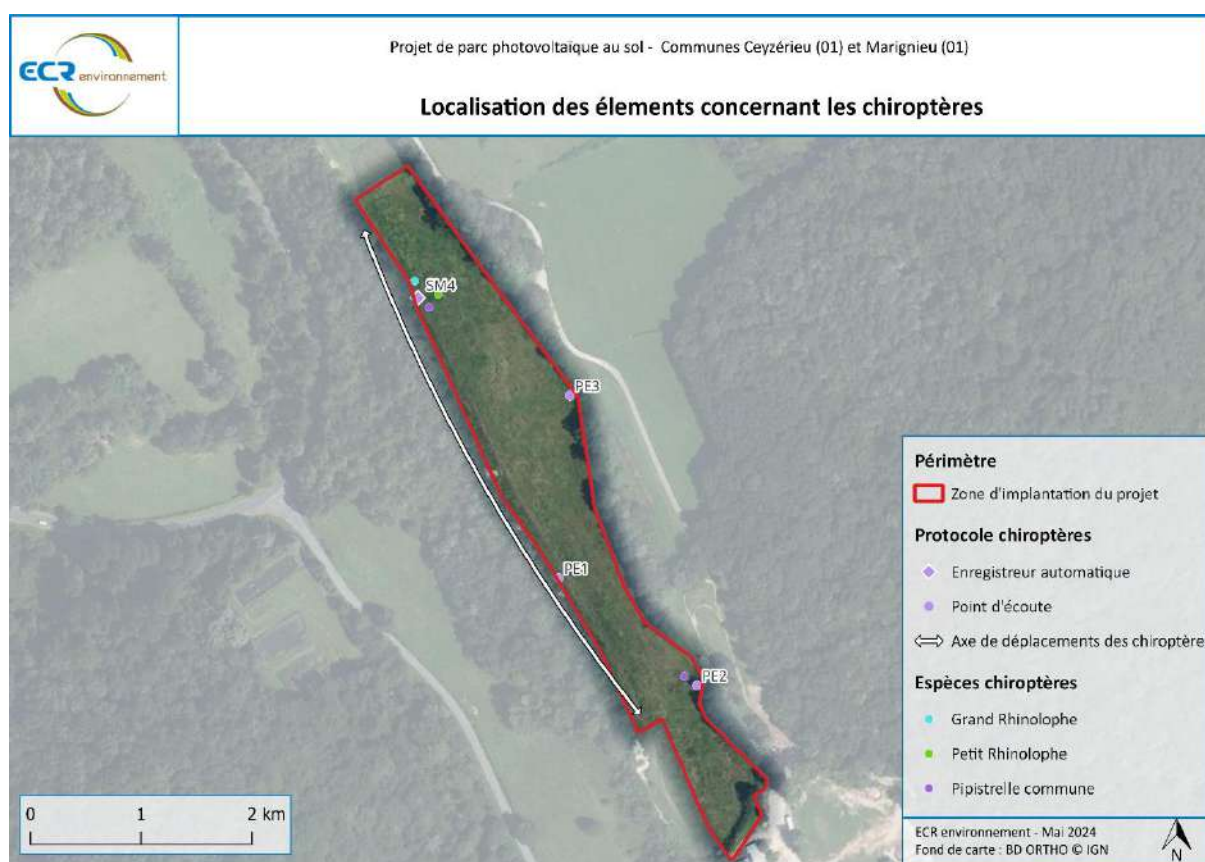 ECR environnement
Projet de parc photovoltaïque au sol - Communes Ceyzérieu (01) et Marignieu (01)
Localisation des élements concernant les chiroptères
SM4
PE3
PE1
PE2
Périmètre
Zone d'implantation du projet
Protocole chiroptères
Enregistreur automatique
Point d'écoute
Axe de déplacements des chiroptère
Espèces chiroptères
Grand Rhinolophe
Petit Rhinolophe
Pipistrelle commune
0 1 2 km
ECR environnement - Mai 2024
Fond de carte : BD ORTHO © IGN
N